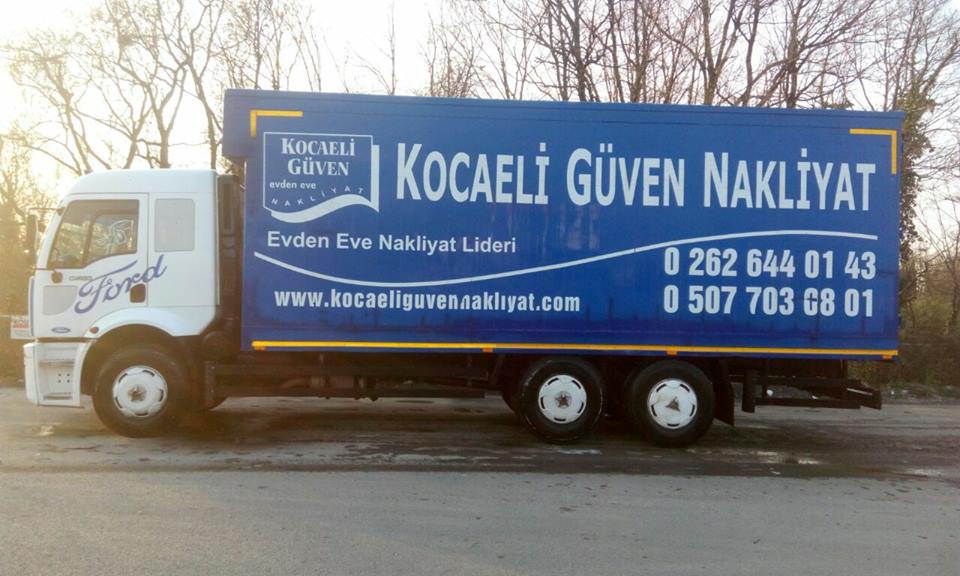 KOCAELİ
GÜVEN
evden eve
NAKLİYAT
KOCAELİ GÜVEN NAKLİYAT
Evden Eve Nakliyat Lideri
0 262 644 01 43
www.kocaeliguvennakliyat.com
0 507 703 68 01
CARGO
Ford